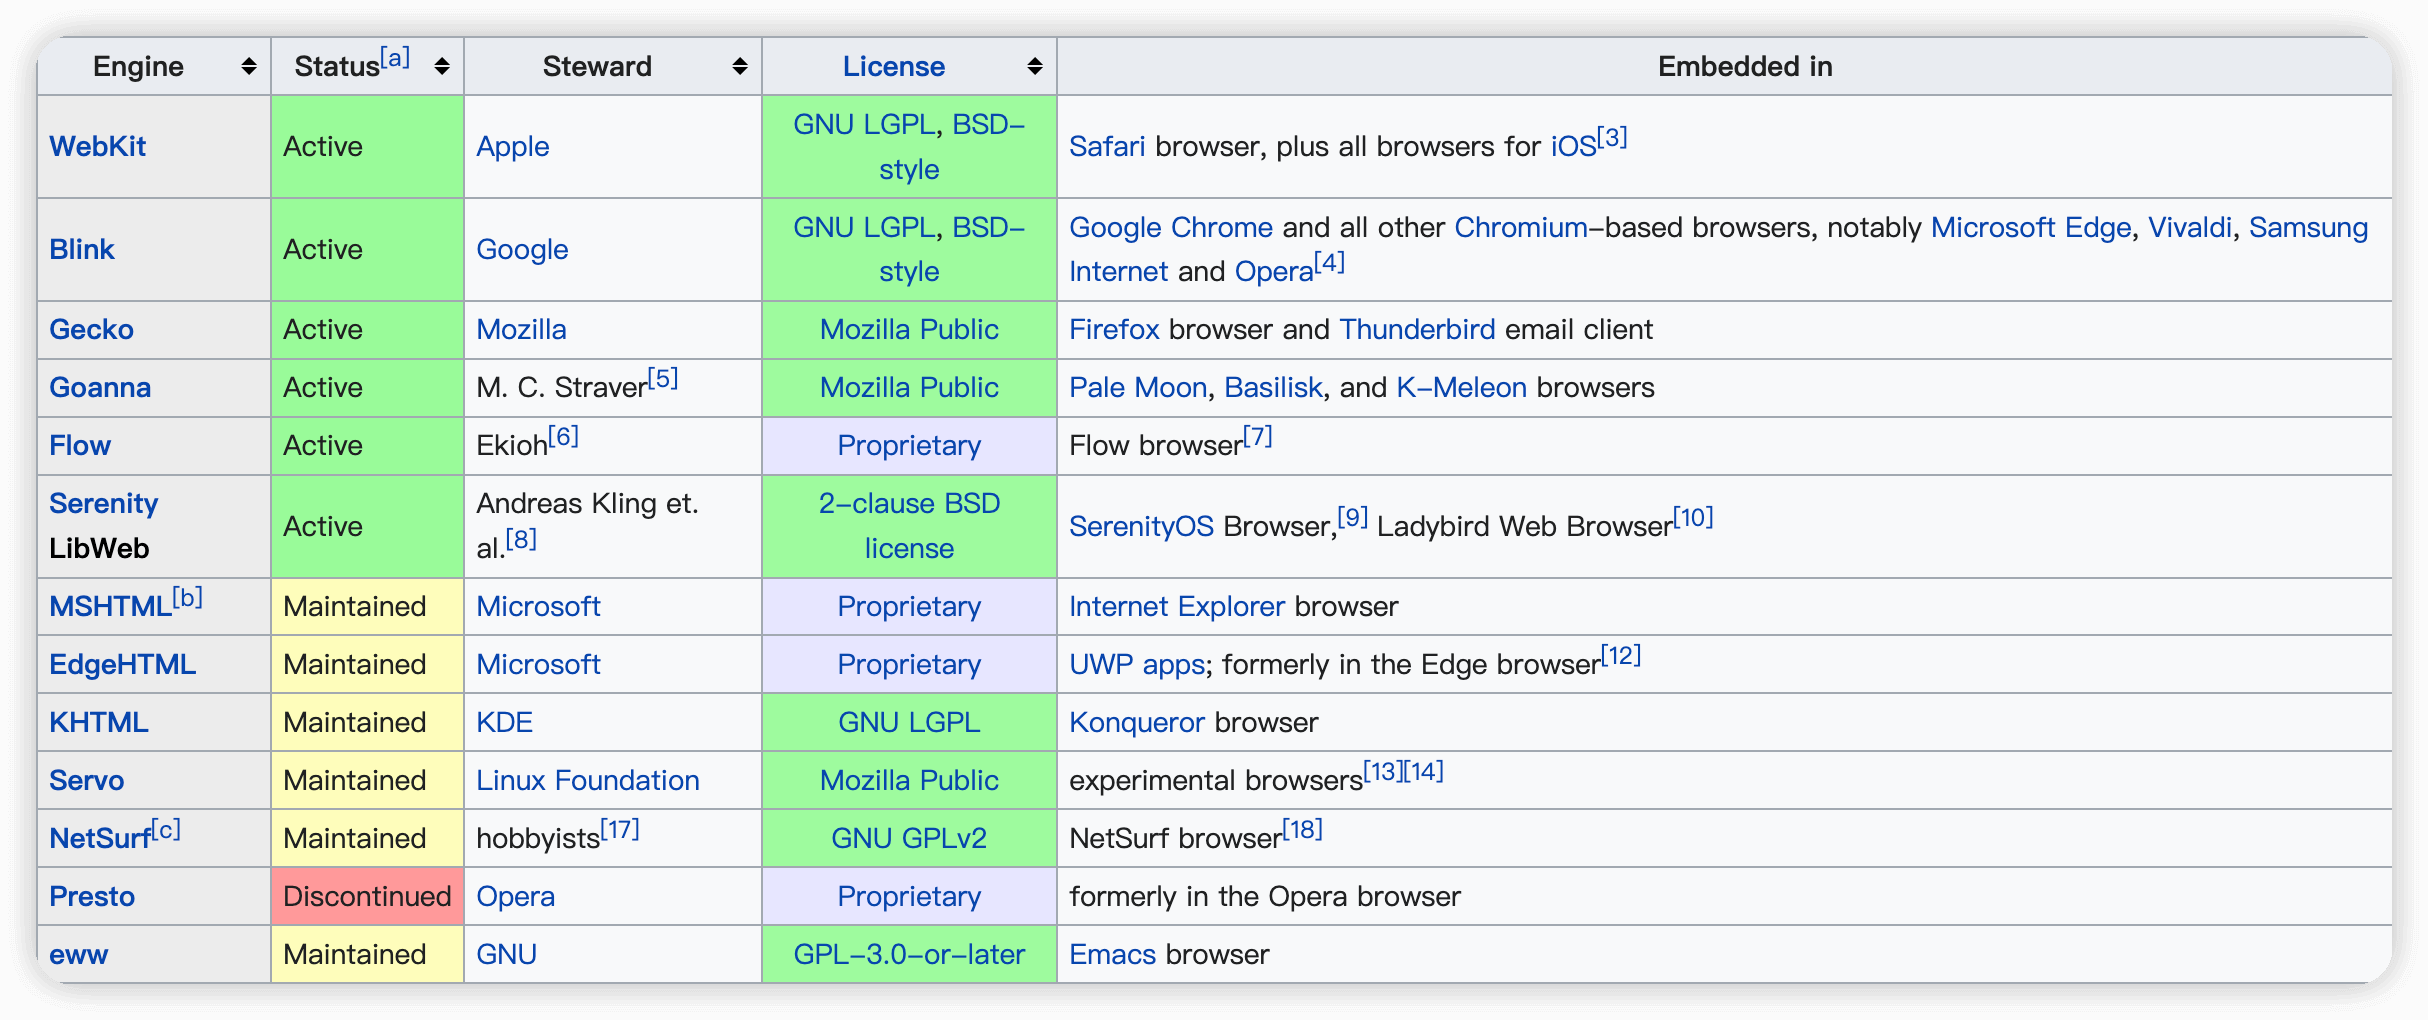 Engine Status[a] Steward License Embedded in
WebKit Active Apple GNU LGPL, BSD-style Safari browser, plus all browsers for iOS[3]
Blink Active Google GNU LGPL, BSD-style Google Chrome and all other Chromium-based browsers, notably Microsoft Edge, Vivaldi, Samsung Internet and Opera[4]
Gecko Active Mozilla Mozilla Public Firefox browser and Thunderbird email client
Goanna Active M. C. Straver[5] Mozilla Public Pale Moon, Basilisk, and K-Meleon browsers
Flow Active Ekioh[6] Proprietary Flow browser[7]
Serenity LibWeb Active Andreas Kling et. al.[8] 2-clause BSD license SerenityOS Browser,[9] Ladybird Web Browser[10]
MSHTML[b] Maintained Microsoft Proprietary Internet Explorer browser
EdgeHTML Maintained Microsoft Proprietary UWP apps; formerly in the Edge browser[12]
KHTML Maintained KDE GNU LGPL Konqueror browser
Servo Maintained Linux Foundation Mozilla Public experimental browsers[13][14]
NetSurf[c] Maintained hobbyists[17] GNU GPLv2 NetSurf browser[18]
Presto Discontinued Opera Proprietary formerly in the Opera browser
eww Maintained GNU GPL-3.0-or-later Emacs browser